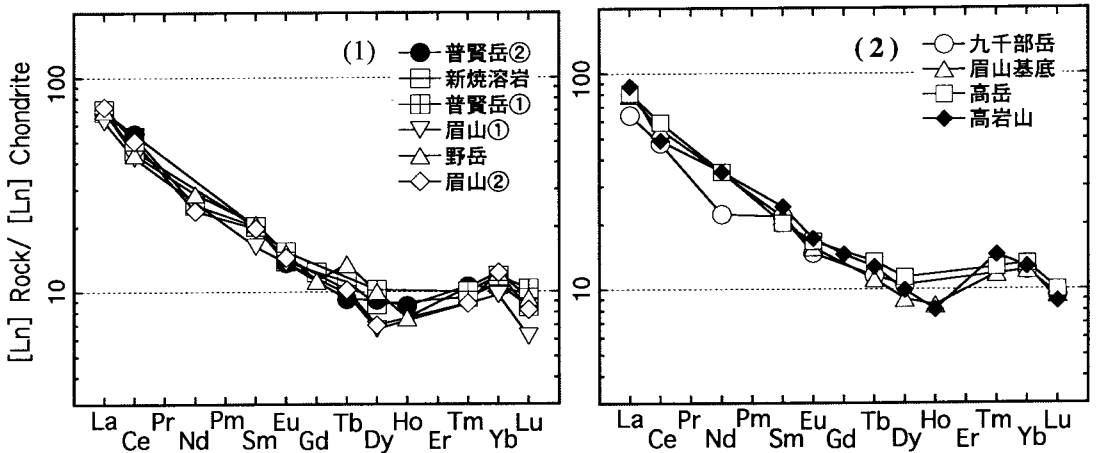 [Ln] Rock/ [Ln] Chondrite
100
10
(1)
普賢岳②
新焼溶岩
普賢岳①
眉山①
野岳
眉山②
La Ce Pr Nd Pm Sm Eu Gd Tb Dy Ho Er Tm Yb Lu
100
10
(2)
九千部岳
眉山基底
高岳
高岩山
La Ce Pr Nd Pm Sm Eu Gd Tb Dy Ho Er Tm Yb Lu